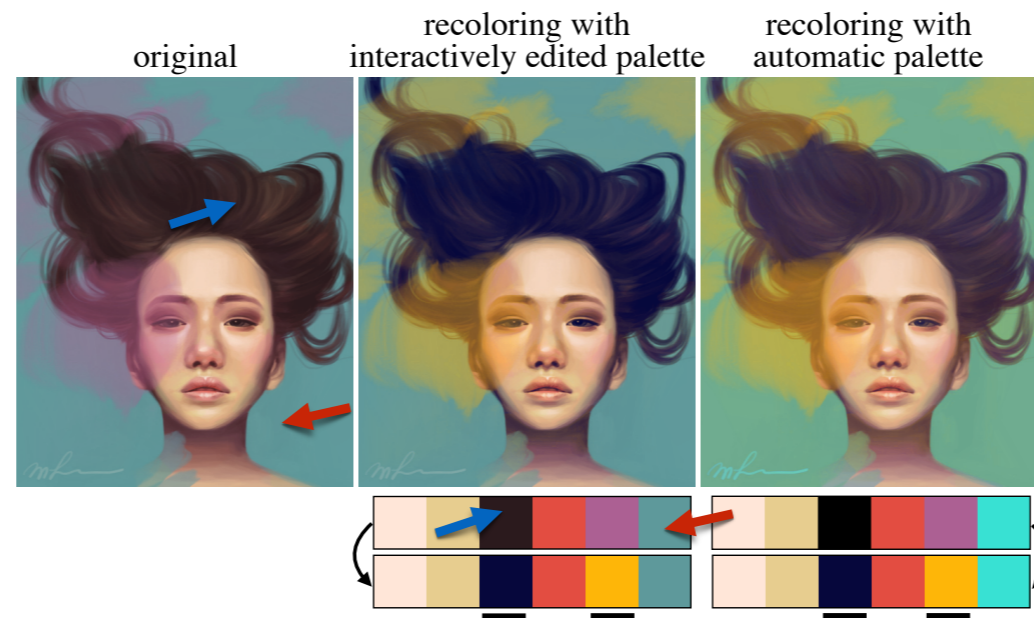 original
recoloring with
interactively edited palette
recoloring with
automatic palette